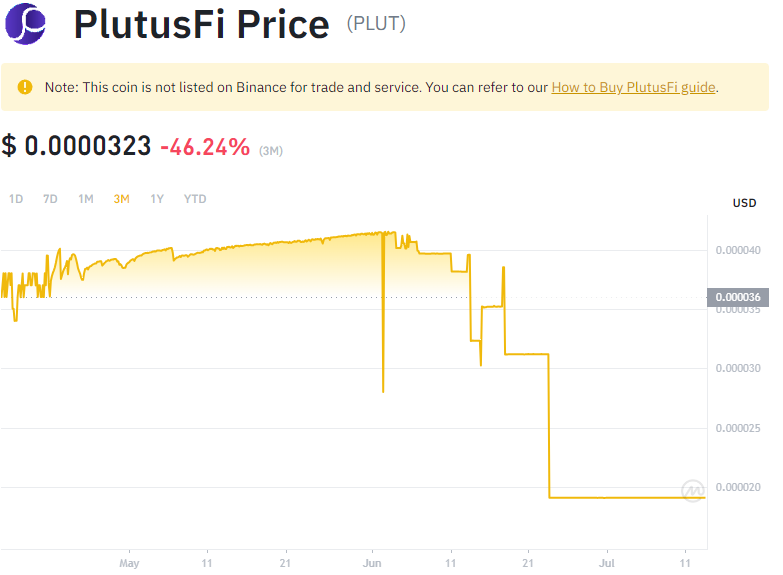 PlutusFi Price (PLUT)
Note: This coin is not listed on Binance for trade and service. You can refer to our How to Buy PlutusFi guide.
$ 0.0000323 -46.24% (3M)
1D 7D 1M 3M 1Y YTD
USD
0.000040
0.000036
0.000035
0.000030
0.000025
0.000020
May 11 21 Jun 11 21 Jul 11